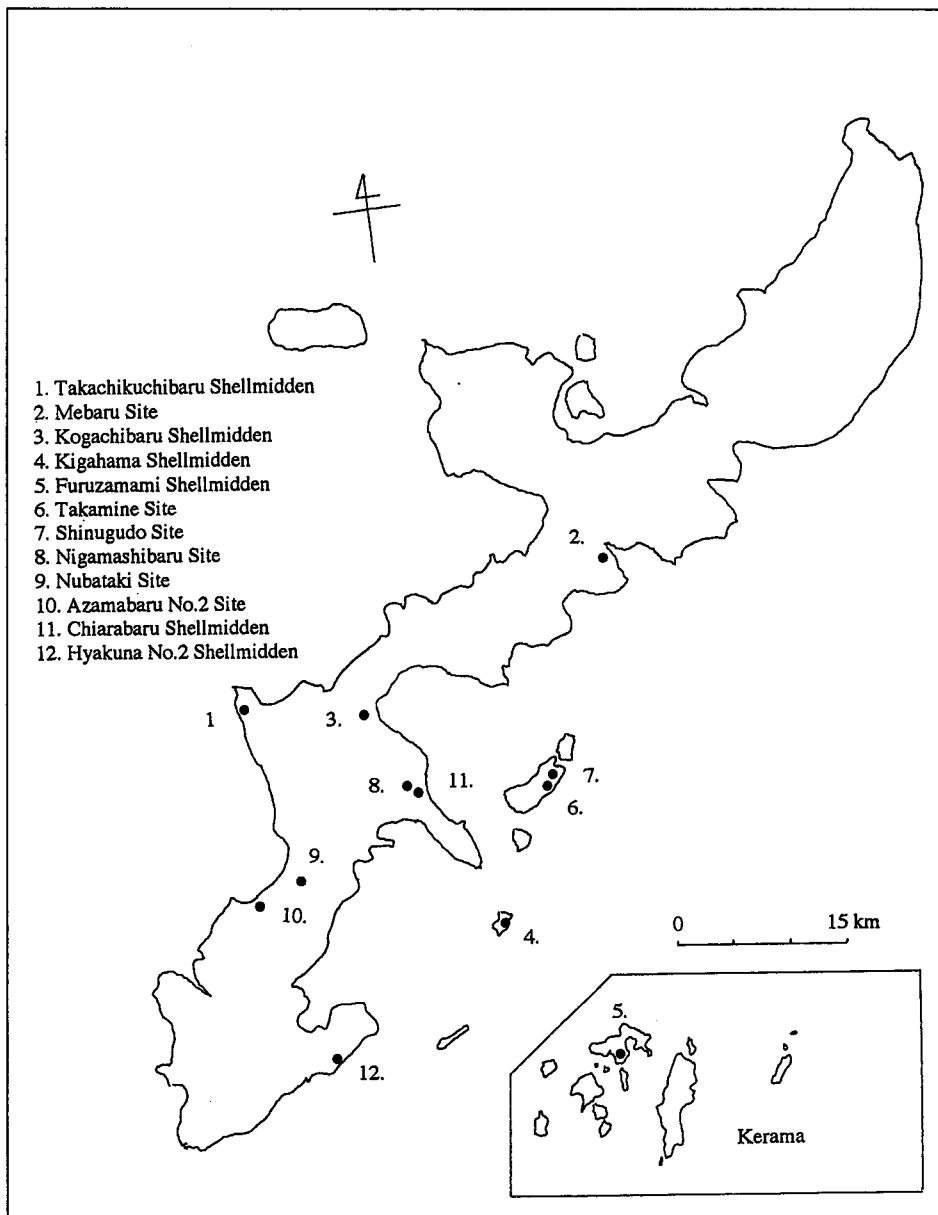 1. Takachikuchibaru Shellmidden
2. Mebaru Site
3. Kogachibaru Shellmidden
4. Kigahama Shellmidden
5. Furuzamami Shellmidden
6. Takamine Site
7. Shinugudo Site
8. Nigamashibaru Site
9. Nubataki Site
10. Azamabaru No.2 Site
11. Chiarabaru Shellmidden
12. Hyakuna No.2 Shellmidden
2.
1
3.
7.
8.
11.
6.
9.
10.
4.
0 15 km
5.
12.
Kerama